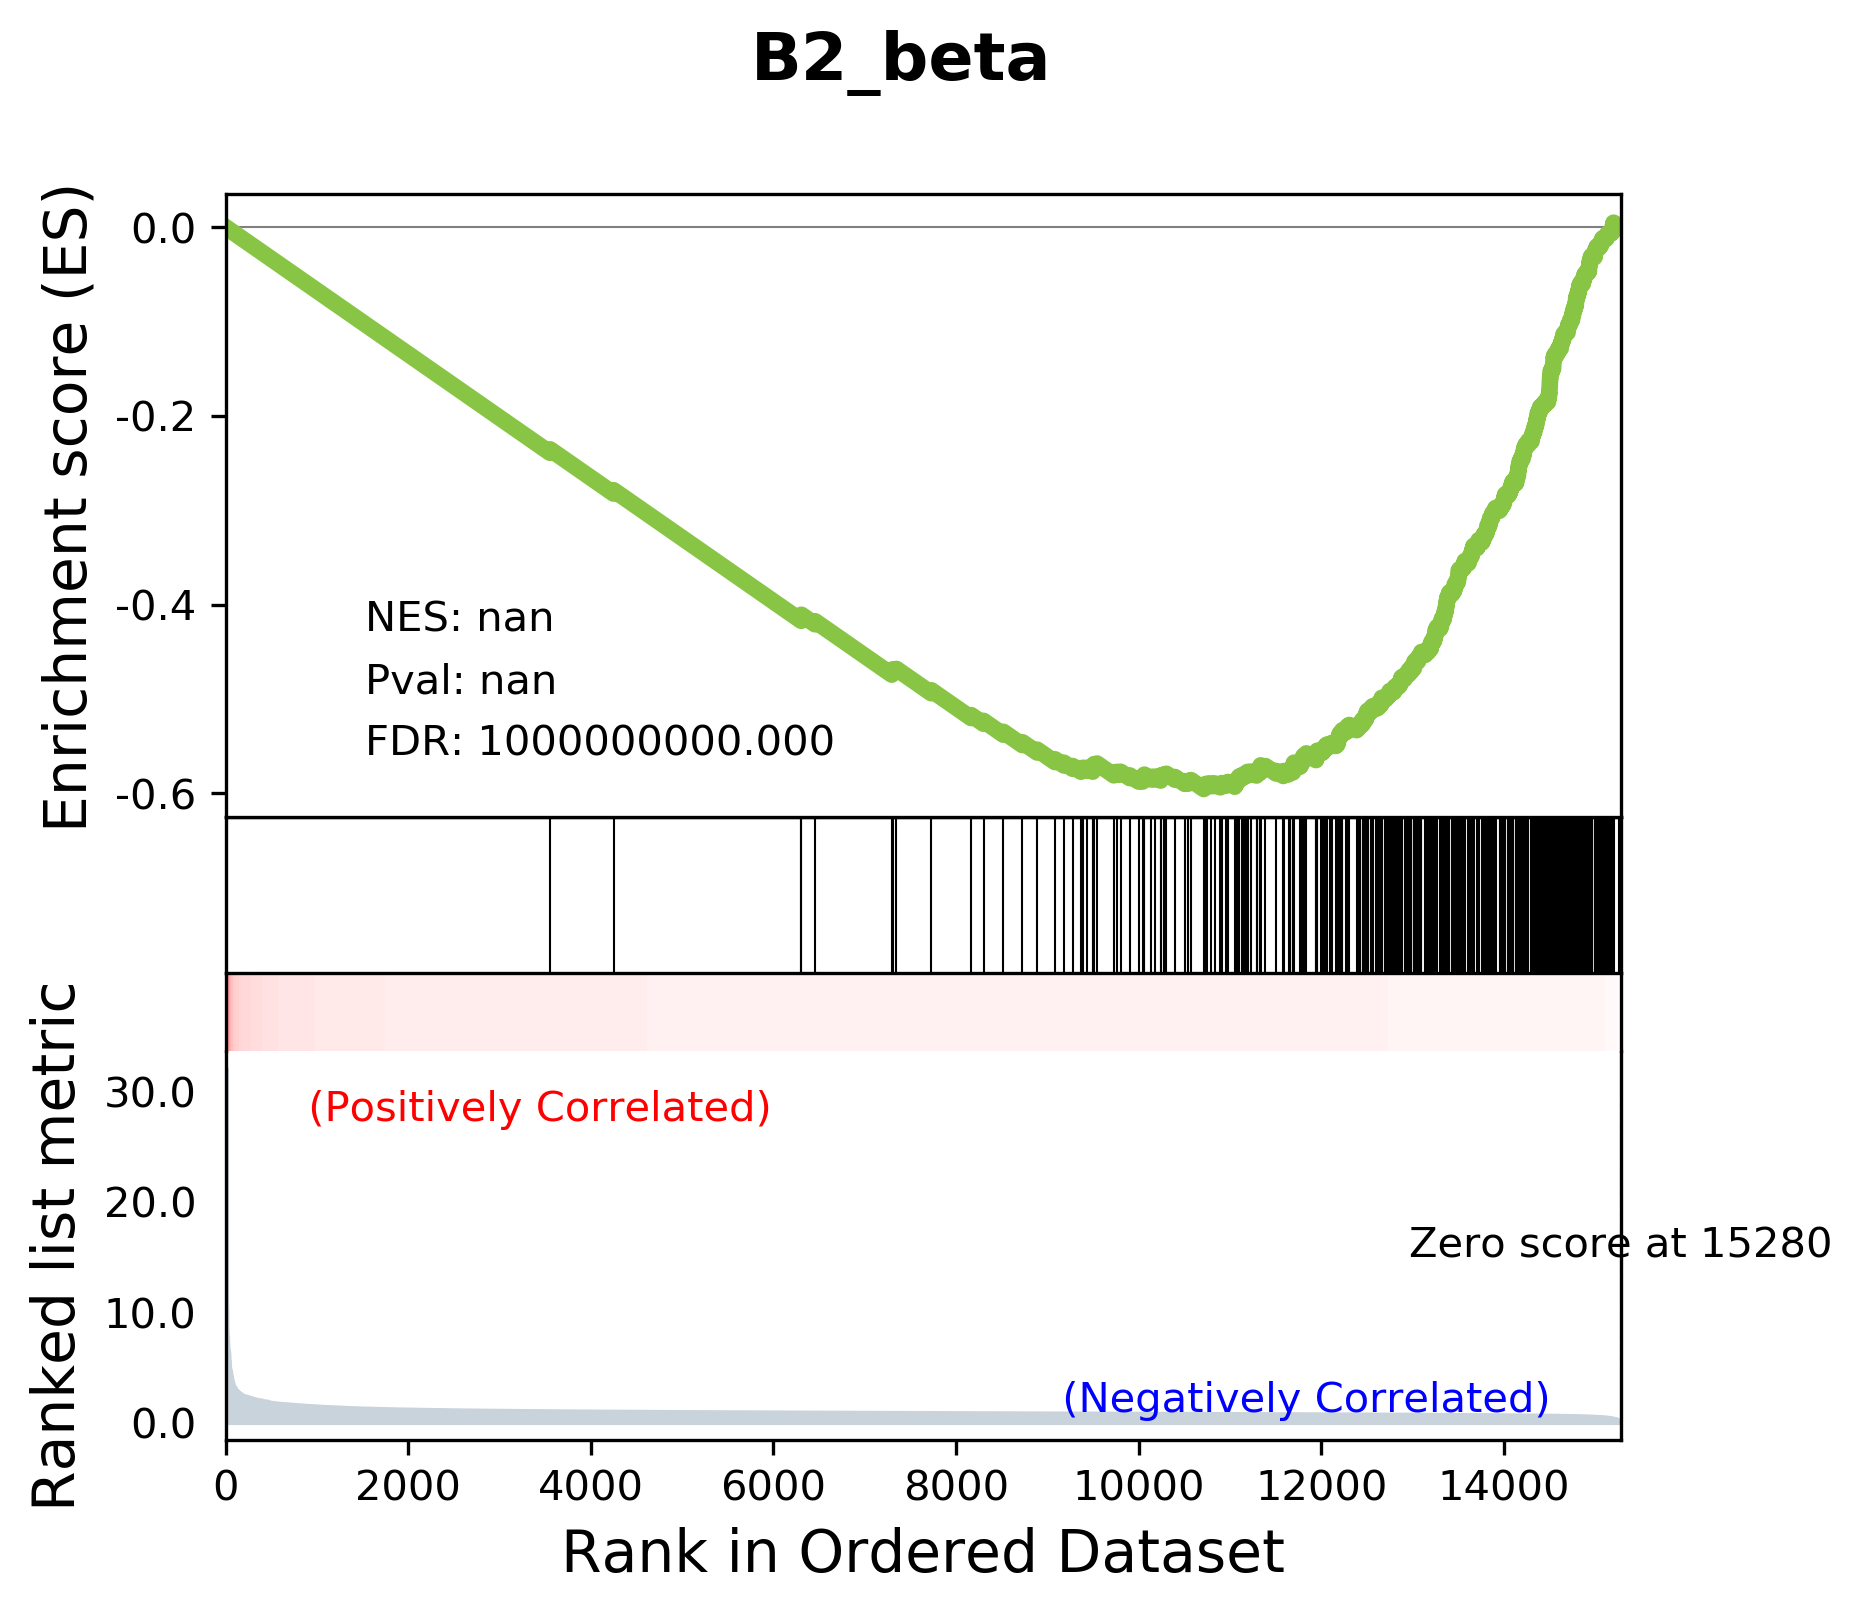 B2_beta
Enrichment score (ES)
0.0
-0.2
-0.4
-0.6
NES: nan
Pval: nan
FDR: 1000000000.000
Ranked list metric
30.0
20.0
10.0
0.0
(Positively Correlated)
Zero score at 15280
(Negatively Correlated)
0 2000 4000 6000 8000 10000 12000 14000
Rank in Ordered Dataset